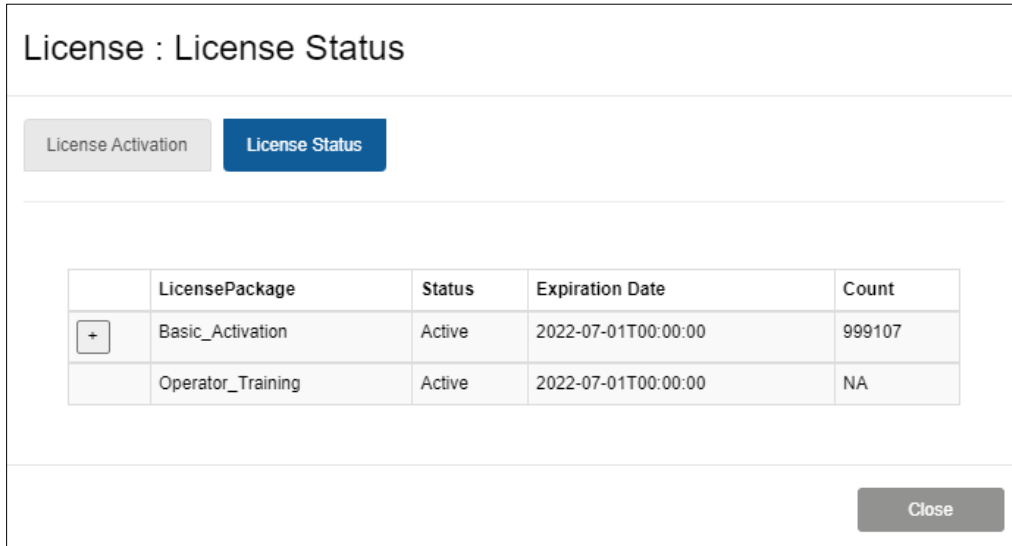 License : License Status
License Activation License Status
LicensePackage Status Expiration Date Count
+ Basic_Activation Active 2022-07-01T00:00:00 999107
Operator_Training Active 2022-07-01T00:00:00 NA
Close